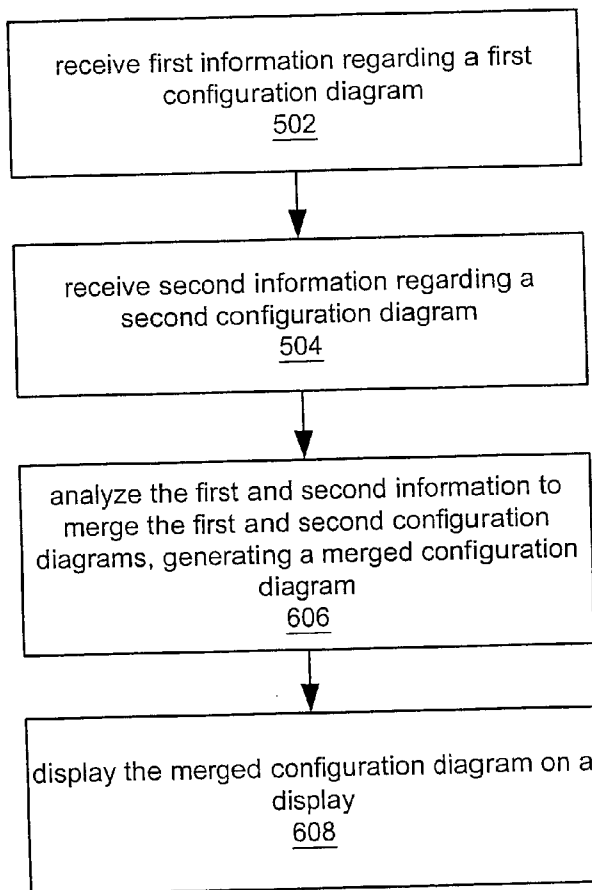 receive first information regarding a first
configuration diagram
502
receive second information regarding a
second configuration diagram
504
analyze the first and second information to
merge the first and second configuration
diagrams, generating a merged configuration
diagram
606
display the merged configuration diagram on a
display
608